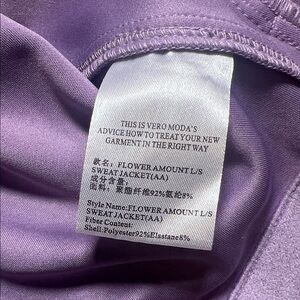 THIS IS VERO MODA'S
ADVICE HOW TO TREAT YOUR NEW
GARMENT IN THE RIGHT WAY
款名: FLOWER AMOUNT L/S
SWEAT JACKET(AA)
成分含量:
面料: 聚酯纤维92%氨纶8%
Style Name:FLOWER AMOUNT L/S
SWEAT JACKET(AA)
Fiber Content:
Shell:Polyester92%Elastane8%